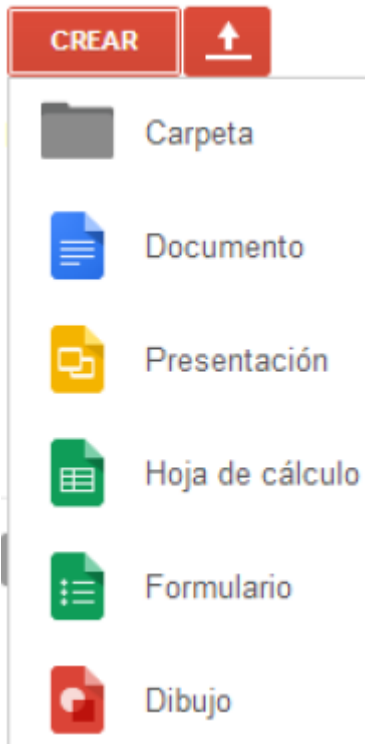 CREAR
Carpeta
Documento
Presentación
Hoja de cálculo
Formulario
Dibujo